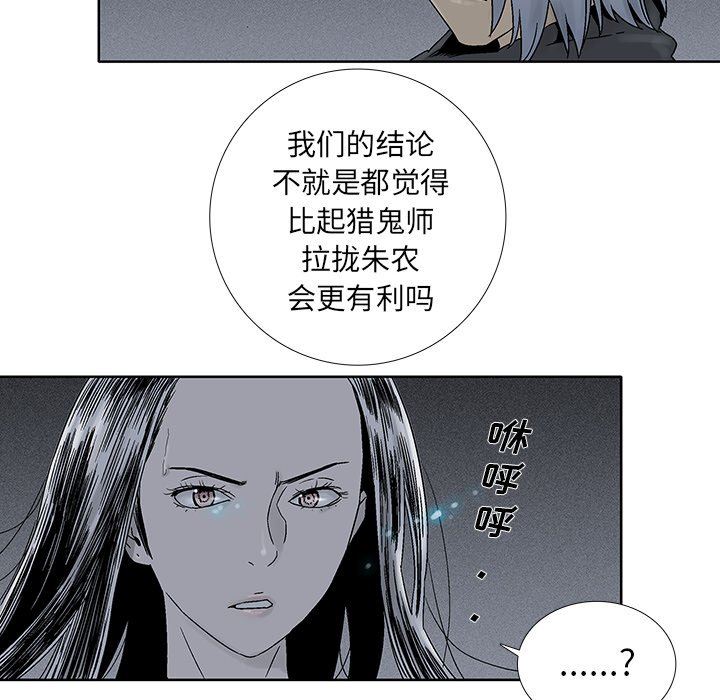 我们的结论
不就是都觉得
比起猎鬼师
拉拢朱农
会更有利吗
咻
呼
呼
··
……?